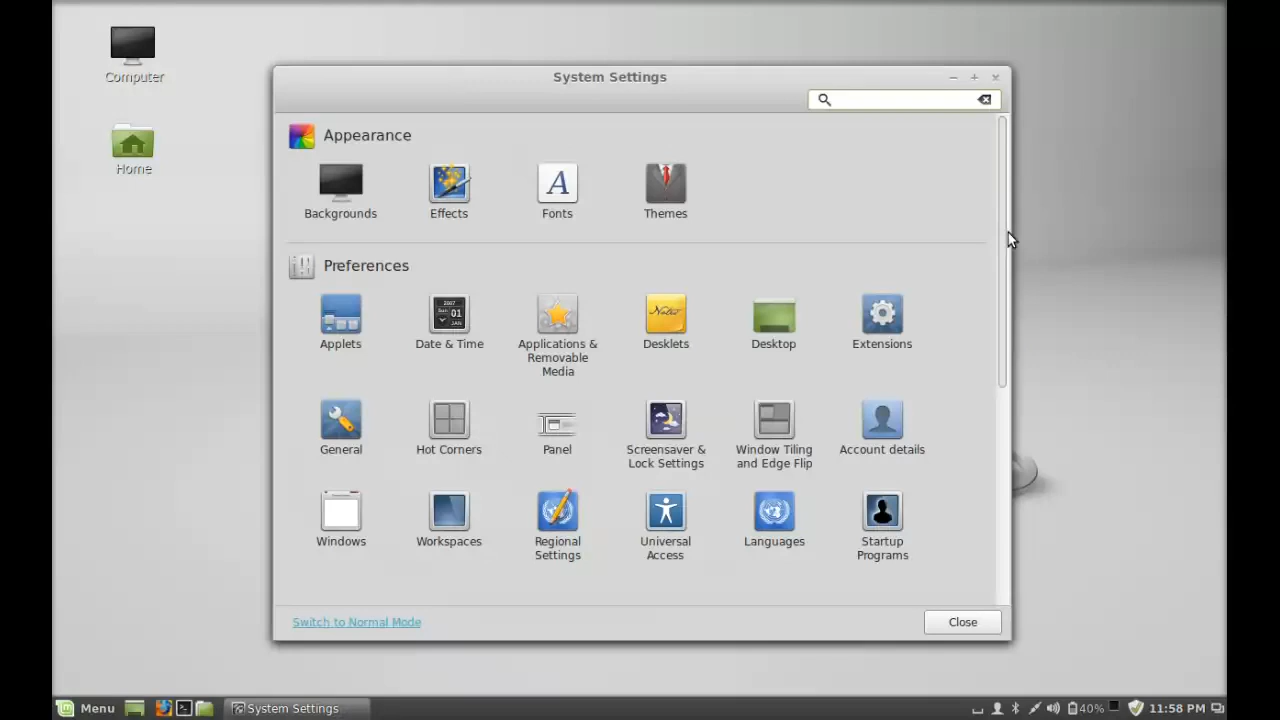 Computer
Home
System Settings
Appearance
Backgrounds
Effects
Fonts
Themes
Preferences
Applets
Date & Time
Applications &
Removable
Media
Desklets
Desktop
Extensions
General
Hot Corners
Panel
Screensaver &
Lock Settings
Window Tiling
and Edge Flip
Account details
Windows
Workspaces
Regional
Settings
Universal
Access
Languages
Startup
Programs
Switch to Normal Mode
Close
Menu
System Settings
40%
11:58 PM